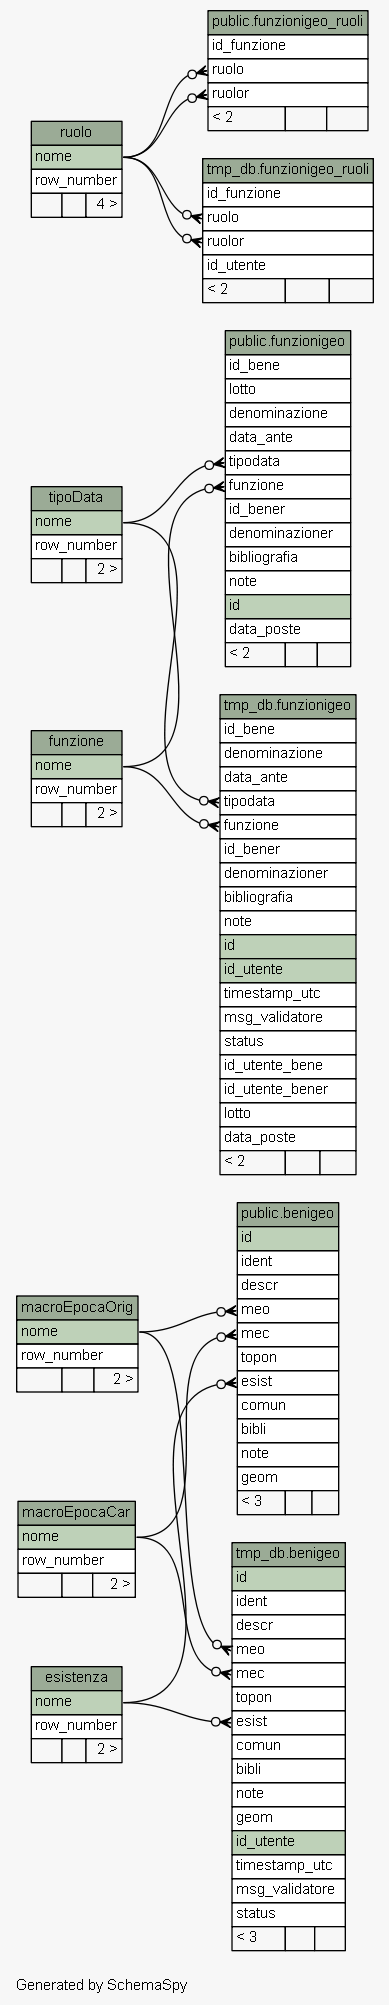 public.funzionigeo_ruoli
id_funzione
ruolo
ruolor
< 2
ruolo
nome
row_number
4 >
tmp_db.funzionigeo_ruoli
id_funzione
ruolo
ruolor
id_utente
< 2
public.funzionigeo
id_bene
lotto
denominazione
data_ante
tipodata
funzione
id_bener
denominazioner
bibliografia
note
id
data_poste
< 2
tipoData
nome
row_number
2 >
tmp_db.funzionigeo
id_bene
denominazione
data_ante
tipodata
funzione
id_bener
denominazioner
bibliografia
note
id
id_utente
timestamp_utc
msg_validatore
status
id_utente_bene
id_utente_bener
lotto
data_poste
< 2
funzione
nome
row_number
2 >
public.benigeo
id
ident
descr
meo
mec
topon
esist
comun
bibli
note
geom
< 3
macroEpocaOrig
nome
row_number
2 >
macroEpocaCar
nome
row_number
2 >
tmp_db.benigeo
id
ident
descr
meo
mec
topon
esist
comun
bibli
note
geom
id_utente
timestamp_utc
msg_validatore
status
< 3
esistenza
nome
row_number
2 >
Generated by SchemaSpy